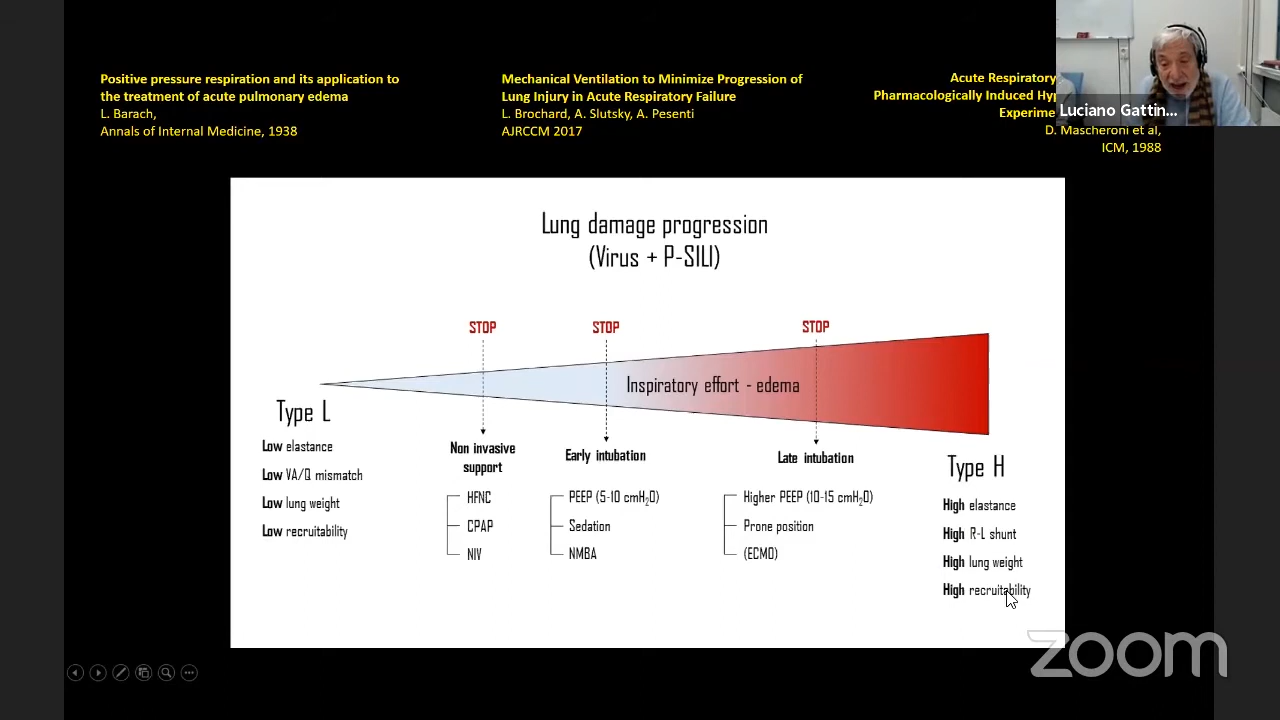 Positive pressure respiration and its application to
the treatment of acute pulmonary edema
L. Barach,
Annals of Internal Medicine, 1938
Mechanical Ventilation to Minimize Progression of
Lung Injury in Acute Respiratory Failure
L. Brochard, A. Slutsky, A. Pesenti
AJRCCM 2017
Acute Respiratory
Pharmacologically Induced
D. Mascheroni et al,
ICM, 1988
Luciano Gattin...
Lung damage progression
(Virus + P-SILI)
STOP
STOP
STOP
Inspiratory effort - edema
Type L
Low elastance
Low VA/Q mismatch
Low lung weight
Low recruitability
Non invasive
support
HFNC
CPAP
NIV
Early intubation
PEEP (5-10 cmH₂O)
Sedation
NMBA
Late intubation
Higher PEEP (10-15 cmH₂O)
Prone position
(ECMO)
Type H
High elastance
High R-L shunt
High lung weight
High recruitability
zoom